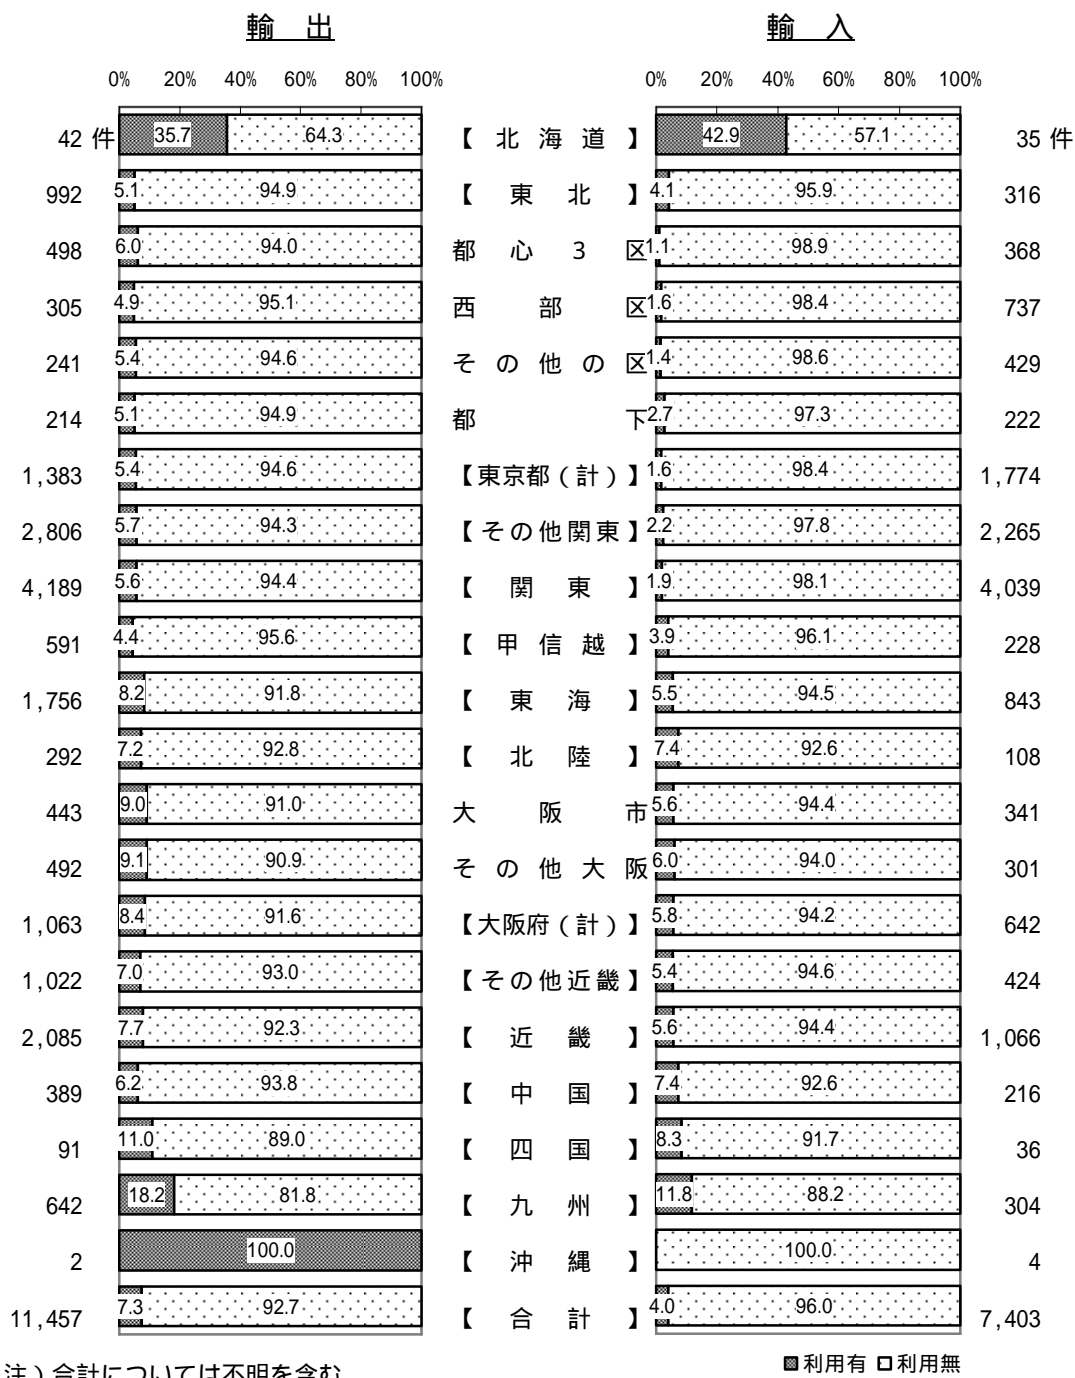 輸　出　輸　入
0% 20% 40% 60% 80% 100% 0% 20% 40% 60% 80% 100%
42 件 35.7 64.3 【 北 海 道 】 42.9 57.1 35 件
992 5.1 94.9 【 東 北 】 4.1 95.9 316
498 6.0 94.0 都 心 3 区 1.1 98.9 368
305 4.9 95.1 西 部 区 1.6 98.4 737
241 5.4 94.6 そ の 他 の 区 1.4 98.6 429
214 5.1 94.9 都 下 2.7 97.3 222
1,383 5.4 94.6 【東京都（計）】 1.6 98.4 1,774
2,806 5.7 94.3 【その他関東】 2.2 97.8 2,265
4,189 5.6 94.4 【 関 東 】 1.9 98.1 4,039
591 4.4 95.6 【 甲 信 越 】 3.9 96.1 228
1,756 8.2 91.8 【 東 海 】 5.5 94.5 843
292 7.2 92.8 【 北 陸 】 7.4 92.6 108
443 9.0 91.0 大 阪 市 5.6 94.4 341
492 9.1 90.9 そ の 他 大 阪 6.0 94.0 301
1,063 8.4 91.6 【大阪府（計）】 5.8 94.2 642
1,022 7.0 93.0 【その他近畿】 5.4 94.6 424
2,085 7.7 92.3 【 近 畿 】 5.6 94.4 1,066
389 6.2 93.8 【 中 国 】 7.4 92.6 216
91 11.0 89.0 【 四 国 】 8.3 91.7 36
642 18.2 81.8 【 九 州 】 11.8 88.2 304
2 100.0 【 沖 縄 】 100.0 4
11,457 7.3 92.7 【 合 計 】 4.0 96.0 7,403
利用有 利用無
注）合計については不明を含む